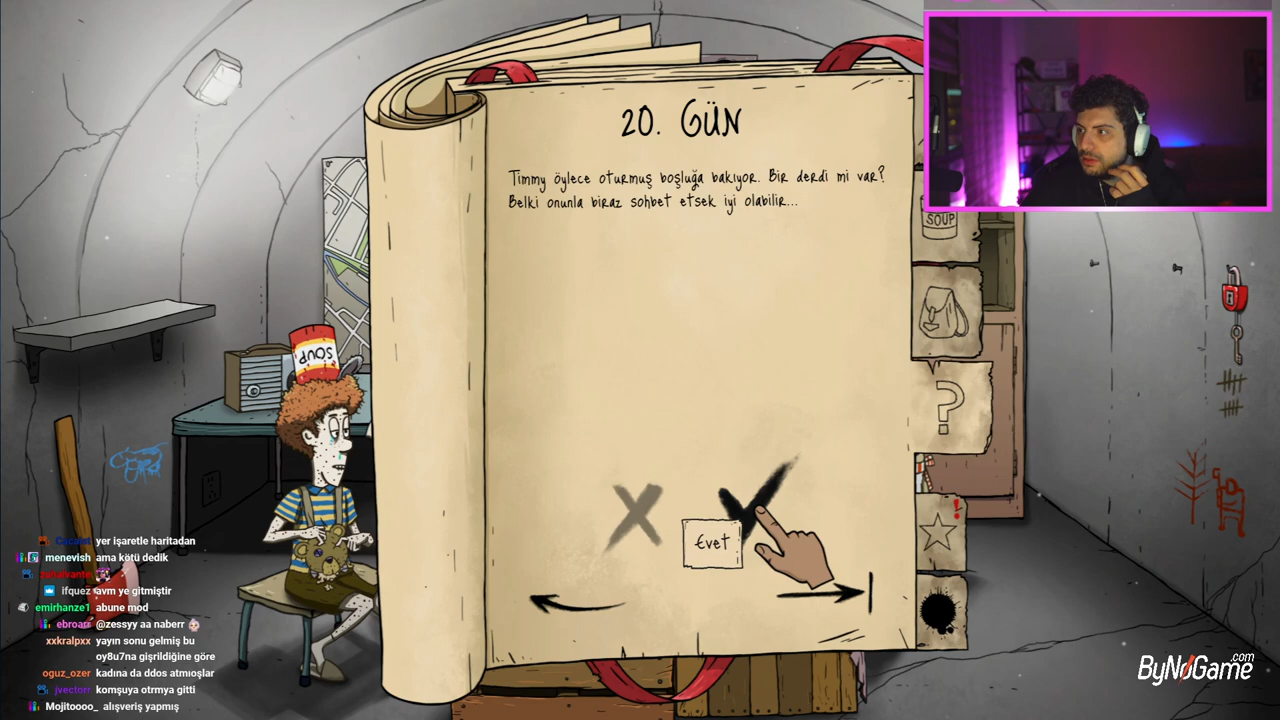 20. GÜN
Timmy öylece oturmuş boşluğa bakıyor. Bir derdi mi var?
Belki onunla biraz sohbet etsek iyi olabilir...
SOUP
SOUP
?
!
Evet
yer işaretle haritadan
menevish ama kötü dedik
ifquez avm ye gitmiştir
emirhanze1 abune mod
ebroarr @zessyy aa naberr
xxkralpxx yayın sonu gelmiş bu
oy8u7na gişrildiğine göre
oguz_ozer kadına da ddos atmıoşlar
jvectorr komşuya otrmya gitti
Mojitoooo_ alışveriş yapmış
ByNoGame.com